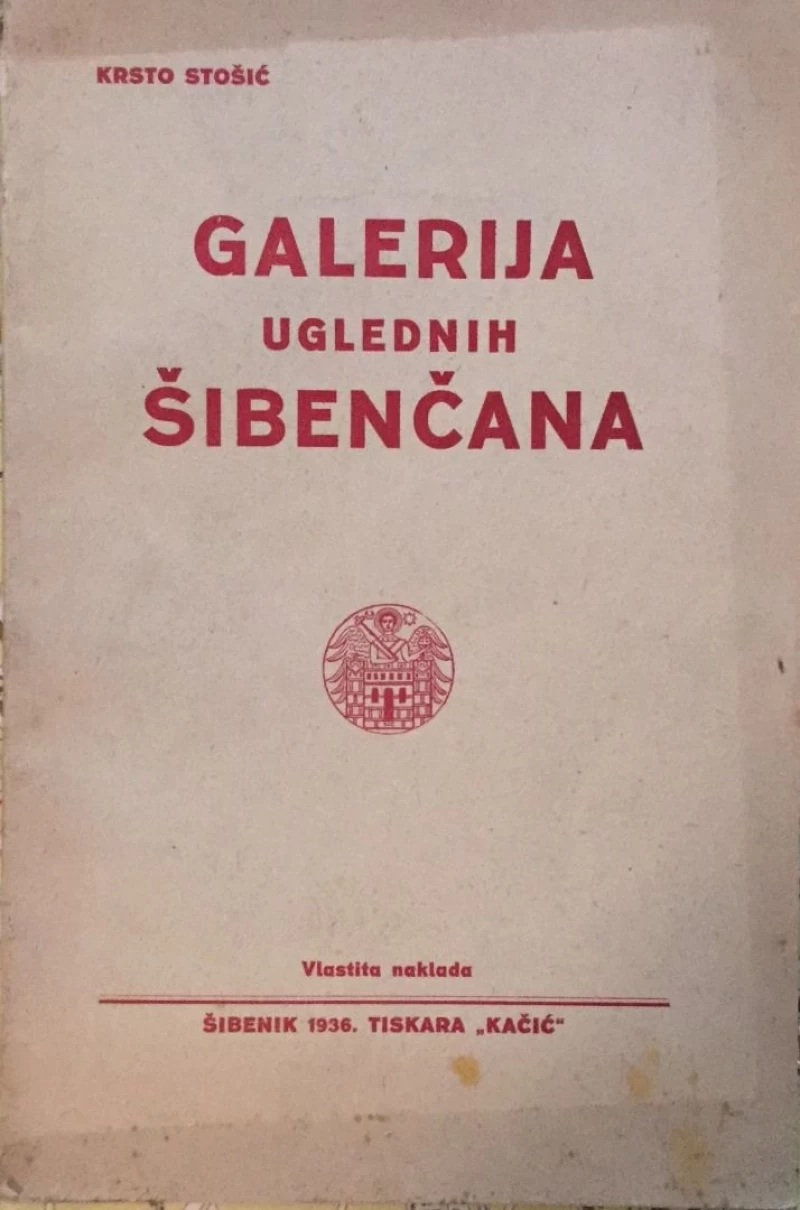 KRSTO STOŠIĆ
GALERIJA
UGLEDNIH
ŠIBENČANA
Vlastita naklada
ŠIBENIK 1936. TISKARA „KAČIĆ“